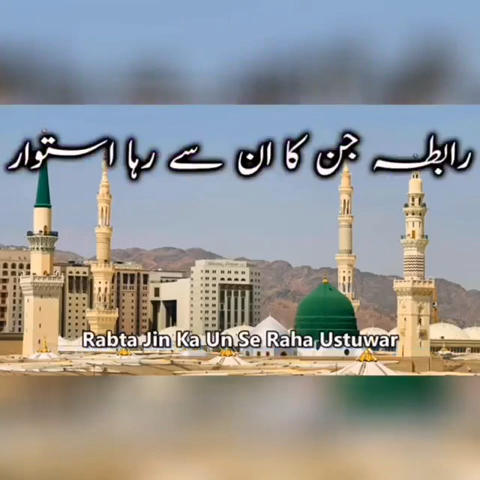 رابطہ جن کا ان سے رہا استوار
Rabta Jin Ka Un Se Raha Ustuwar